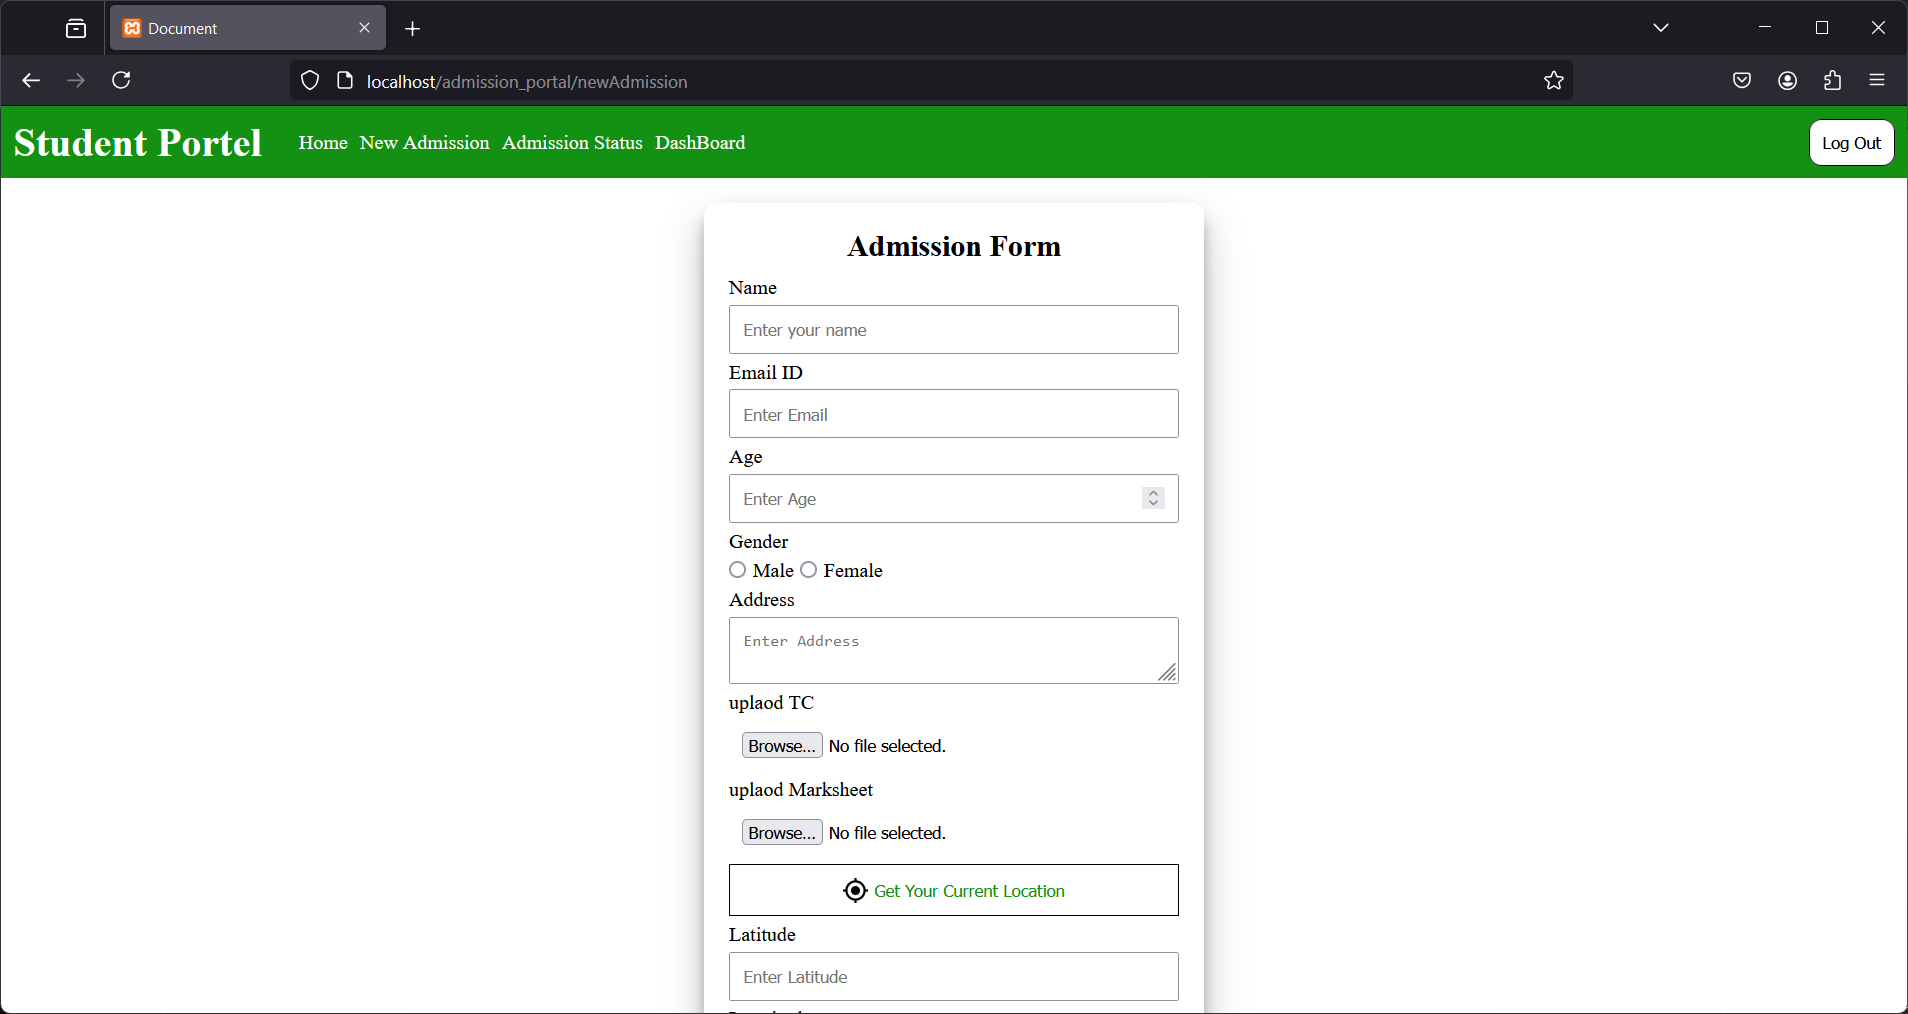 Document
localhost/admission_portal/newAdmission
Student Portel Home New Admission Admission Status DashBoard Log Out
Admission Form
Name
Enter your name
Email ID
Enter Email
Age
Enter Age
Gender
Male Female
Address
Enter Address
uplaod TC
Browse... No file selected.
uplaod Marksheet
Browse... No file selected.
Get Your Current Location
Latitude
Enter Latitude